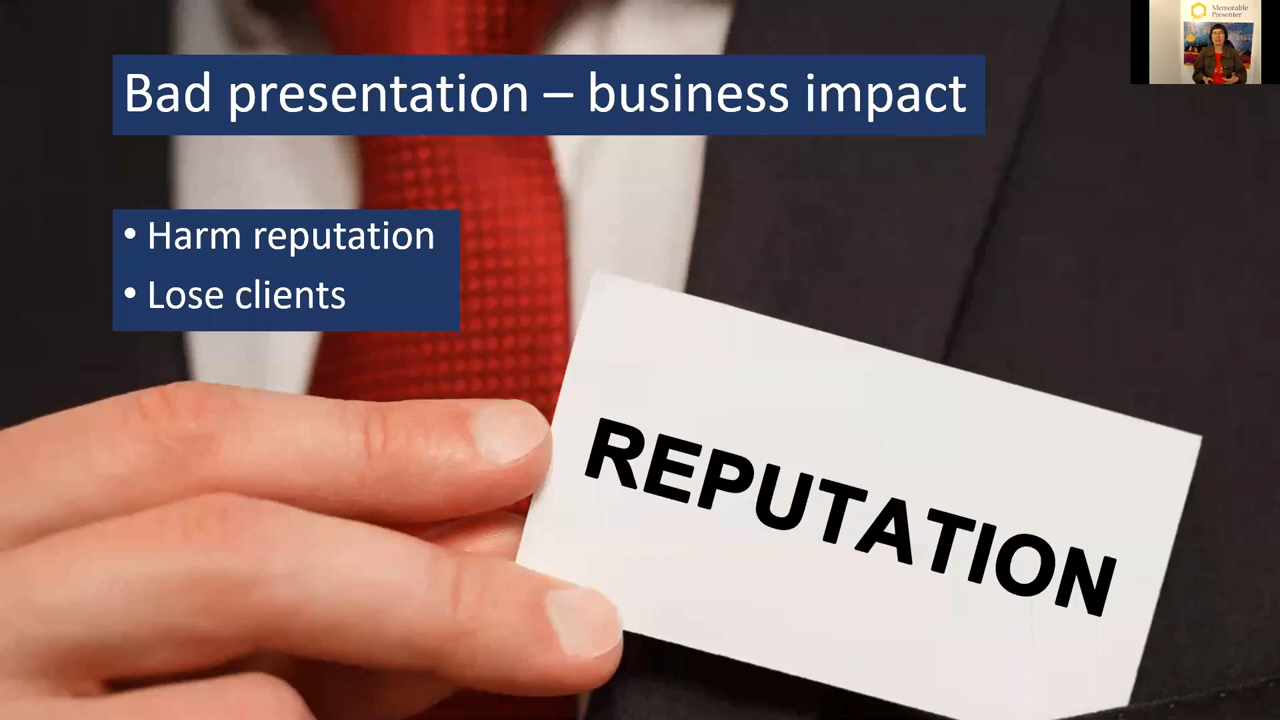 Bad presentation – business impact
Memorable
Presenter
• Harm reputation
• Lose clients
REPUTATION